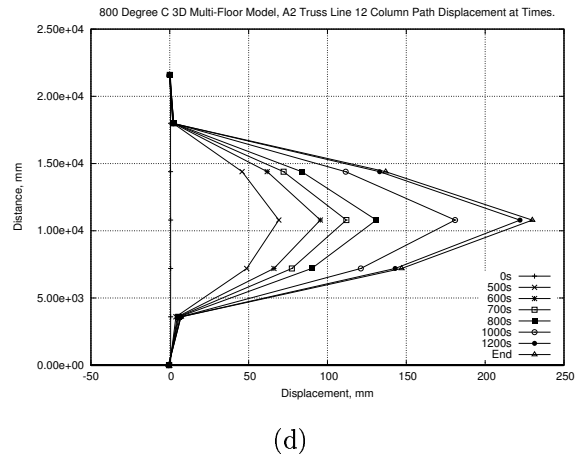 800 Degree C 3D Multi-Floor Model, A2 Truss Line 12 Column Path Displacement at Times.
2.50e+04
2.00e+04
1.50e+04
1.00e+04
5.00e+03
0.00e+00
Distance, mm
-50
0
50
100
150
200
250
Displacement, mm
0s
500s
600s
700s
800s
1000s
1200s
End
(d)